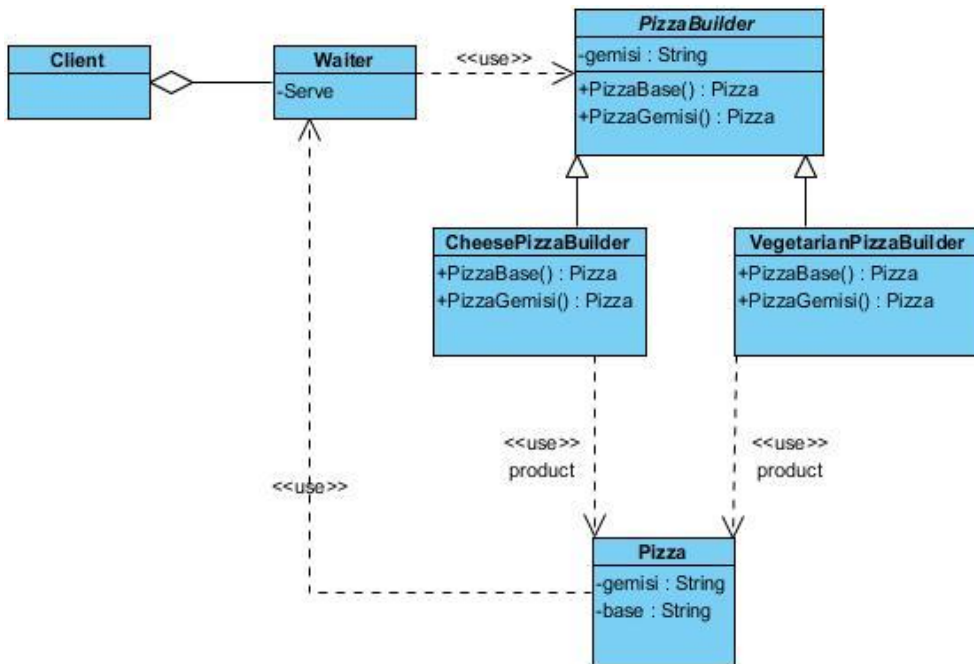 Client
Waiter
-Serve
<<use>>
PizzaBuilder
-gemisi : String
+PizzaBase() : Pizza
+PizzaGemisi() : Pizza
CheesePizzaBuilder
+PizzaBase() : Pizza
+PizzaGemisi() : Pizza
VegetarianPizzaBuilder
+PizzaBase() : Pizza
+PizzaGemisi() : Pizza
<<use>>
product
<<use>>
product
<<use>>
Pizza
-gemisi : String
-base : String